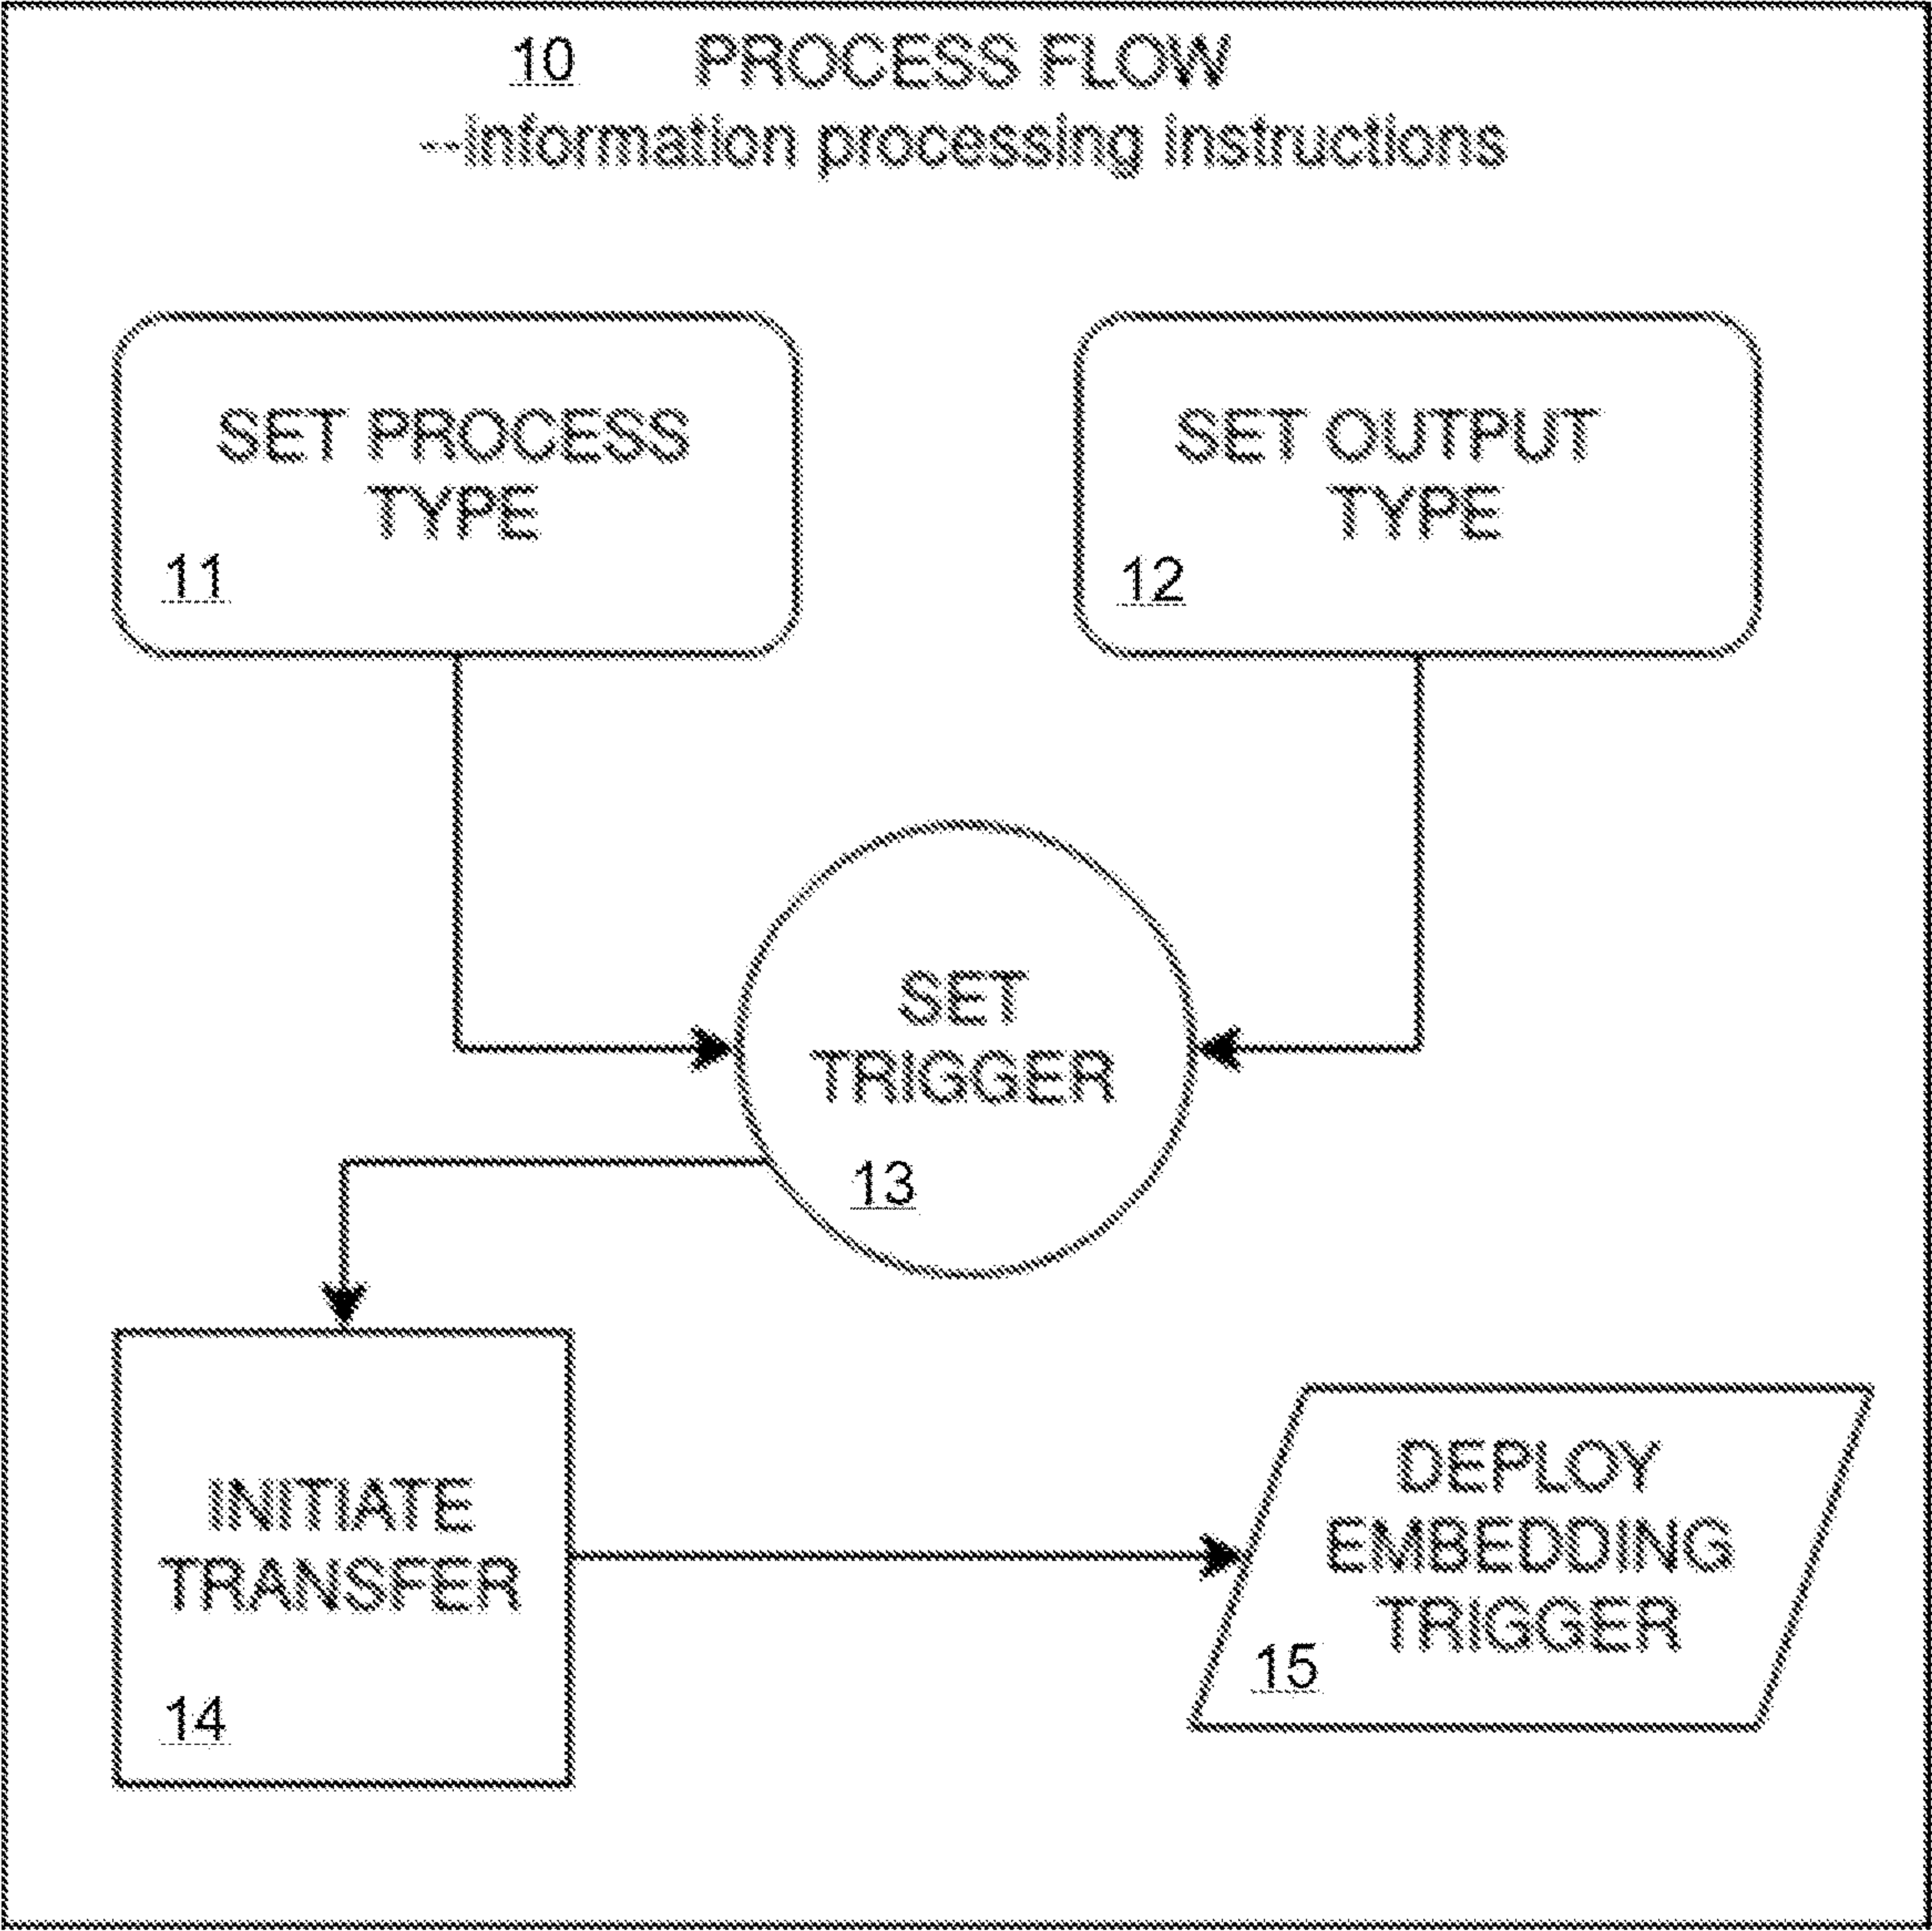 10 PROCESS FLOW
--information processing instructions
SET PROCESS
TYPE
11
SET OUTPUT
TYPE
12
SET
TRIGGER
13
INITIATE
TRANSFER
14
DEPLOY
EMBEDDING
TRIGGER
15